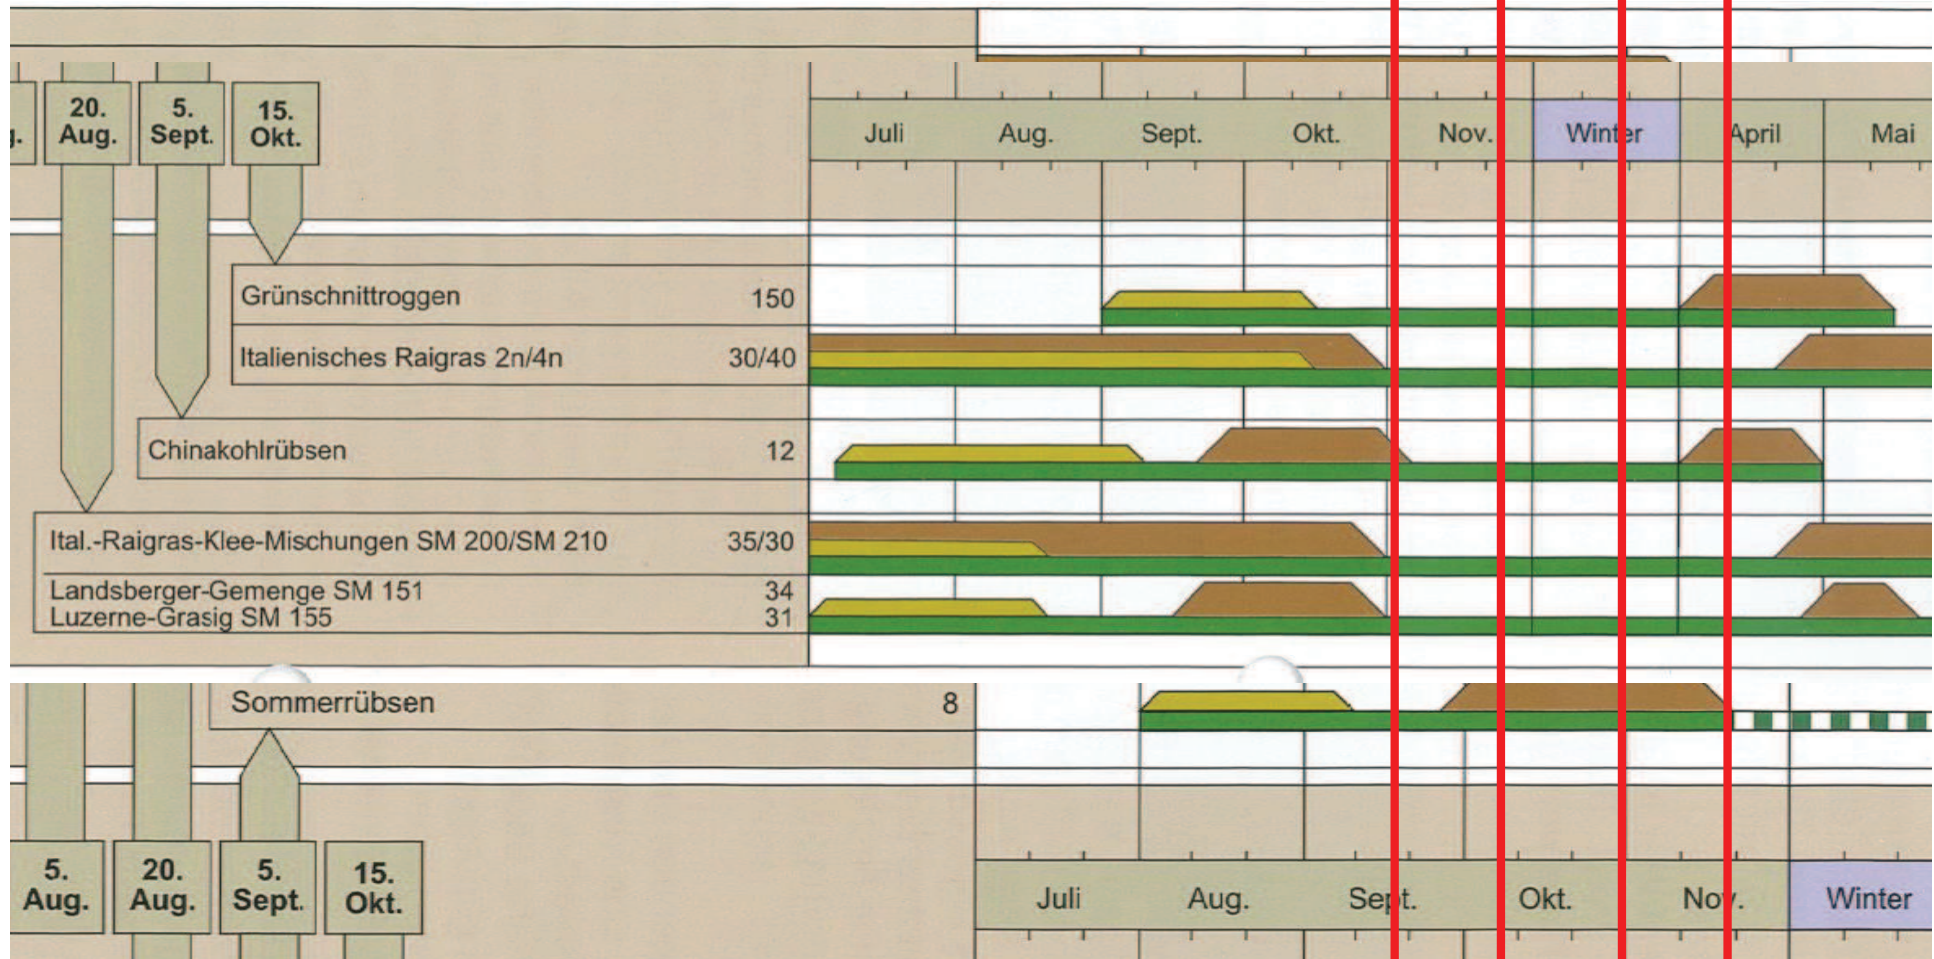 20. Aug.
5. Sept.
15. Okt.
Juli Aug. Sept. Okt. Nov. Winter April Mai
Grünschnittroggen 150
Italienisches Raigras 2n/4n 30/40
Chinakohlrübsen 12
Ital.-Raigras-Klee-Mischungen SM 200/SM 210 35/30
Landsberger-Gemenge SM 151 34
Luzerne-Grasig SM 155 31
Sommerrübsen 8
5. Aug.
20. Aug.
5. Sept.
15. Okt.
Juli Aug. Sept. Okt. Nov. Winter